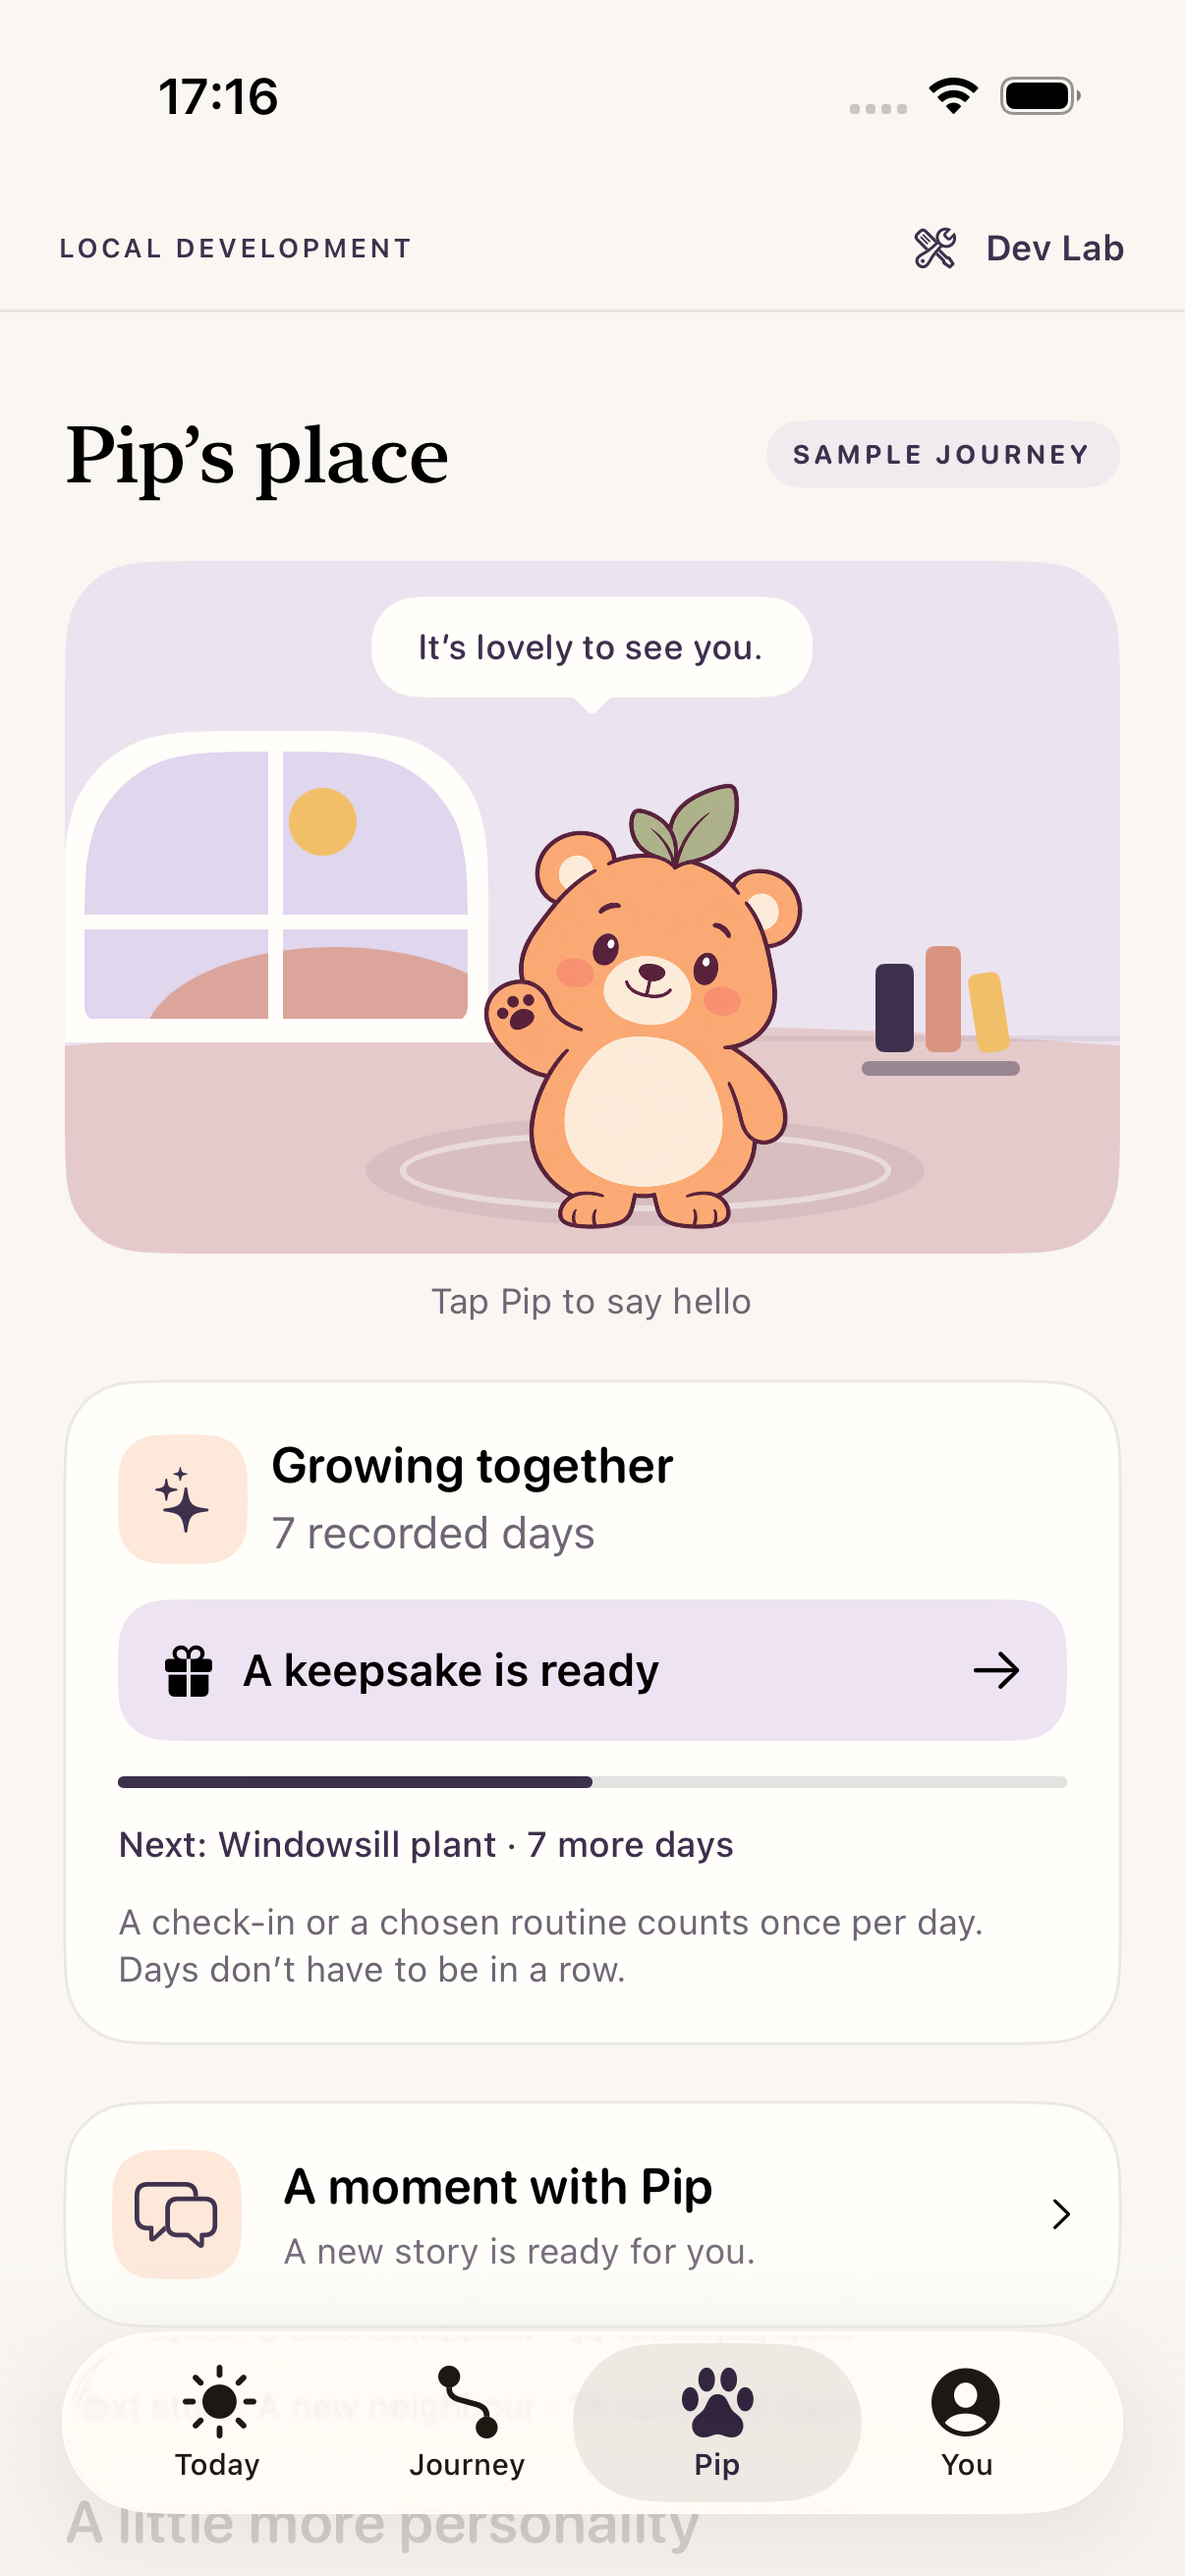 17:16
LOCAL DEVELOPMENT
Dev Lab
Pip’s place
SAMPLE JOURNEY
It’s lovely to see you.
Tap Pip to say hello
Growing together
7 recorded days
A keepsake is ready
Next: Windowsill plant · 7 more days
A check-in or a chosen routine counts once per day.
Days don’t have to be in a row.
A moment with Pip
A new story is ready for you.
A new neighbour ·
Today
Journey
Pip
You
A little more personality